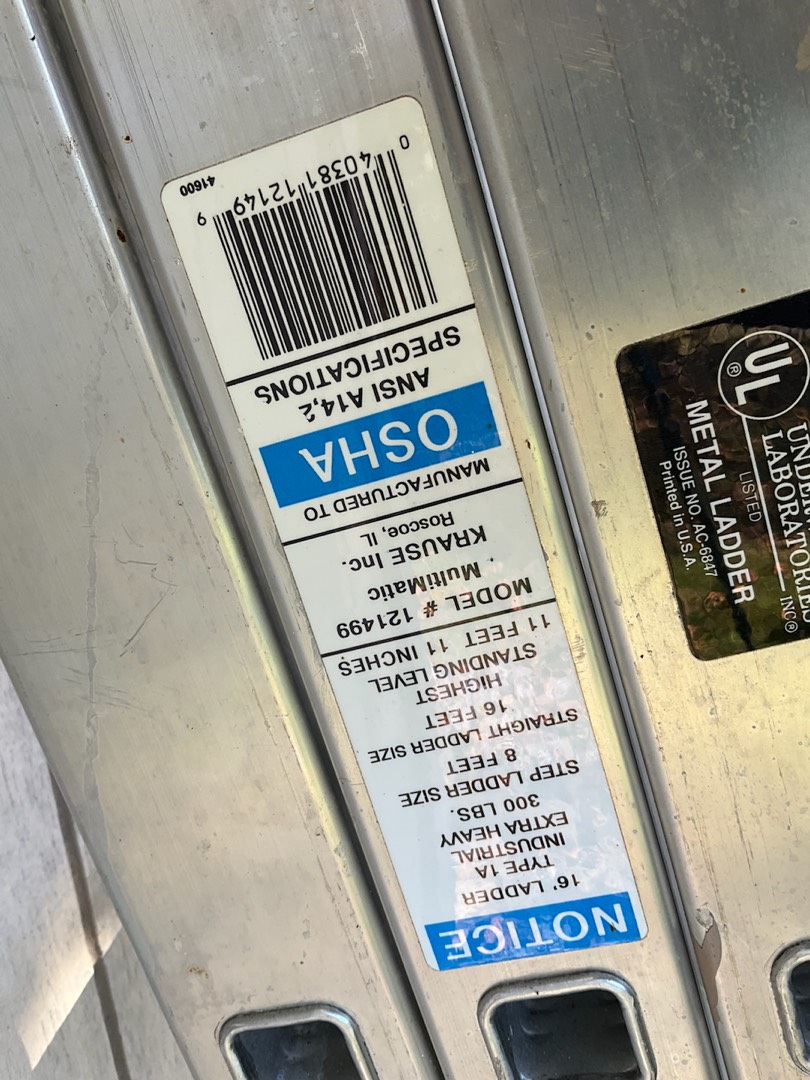 NOTICE
16' LADDER
TYPE 1A
INDUSTRIAL
EXTRA HEAVY
300 LBS.
STEP LADDER SIZE
8 FEET
STRAIGHT LADDER SIZE
16 FEET
HIGHEST
STANDING LEVEL
11 FEET 11 INCHES
MODEL # 121499
MultiMatic
KRAUSE Inc.
Roscoe, IL
MANUFACTURED TO
OSHA
ANSI A14.2
SPECIFICATIONS
0 40381 12149 9
41600
UL ®
LABORATORIES INC®
LISTED
METAL LADDER
ISSUE NO. AC-6847
Printed in U.S.A.